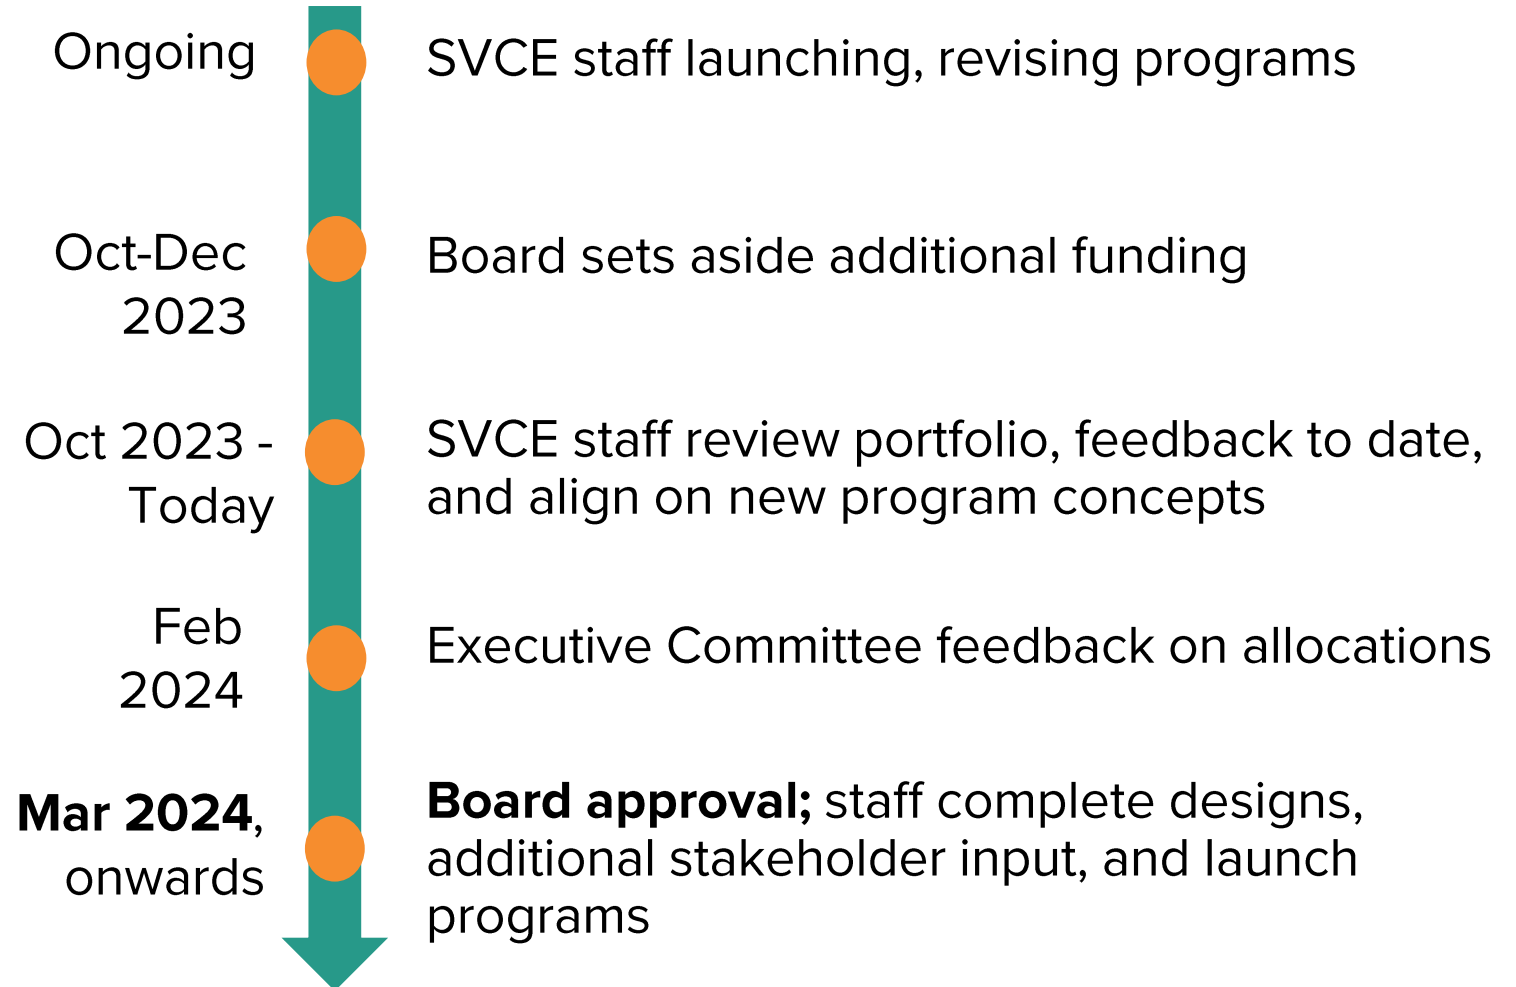 Ongoing
SVCE staff launching, revising programs
Oct-Dec
2023
Board sets aside additional funding
Oct 2023 -
Today
SVCE staff review portfolio, feedback to date,
and align on new program concepts
Feb
2024
Executive Committee feedback on allocations
Mar 2024,
onwards
Board approval; staff complete designs,
additional stakeholder input, and launch
programs